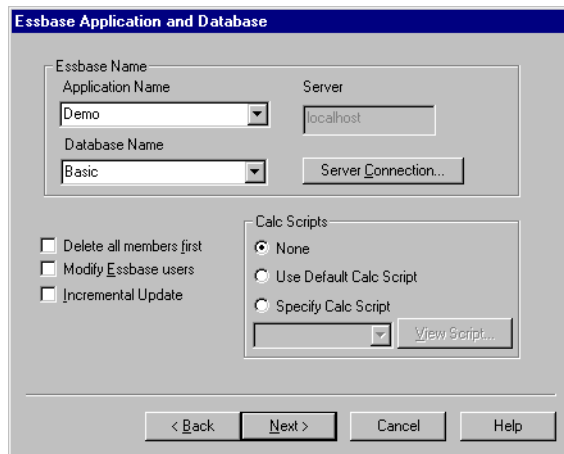 Essbase Application and Database
Essbase Name
Application Name
Server
Demo
localhost
Database Name
Basic
Server Connection...
Delete all members first
Modify Essbase users
Incremental Update
Calc Scripts
None
Use Default Calc Script
Specify Calc Script
View Script...
< Back
Next >
Cancel
Help